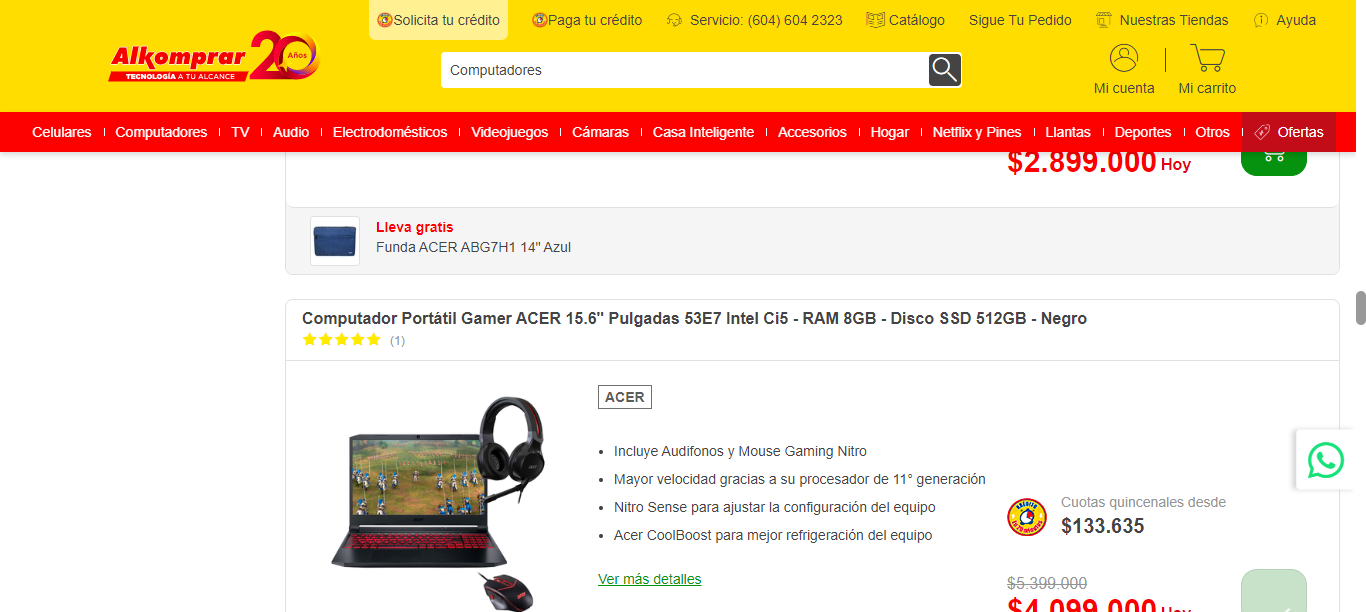 Solicita tu crédito
Paga tu crédito
Servicio: (604) 604 2323
Catálogo
Sigue Tu Pedido
Nuestras Tiendas
Ayuda
Alkomprar 20 Años
TECNOLOGÍA A TU ALCANCE
Computadores
Mi cuenta
Mi carrito
Celulares
Computadores
TV
Audio
Electrodomésticos
Videojuegos
Cámaras
Casa Inteligente
Accesorios
Hogar
Netflix y Pines
Llantas
Deportes
Otros
Ofertas
$2.899.000 Hoy
Lleva gratis
Funda ACER ABG7H1 14" Azul
Computador Portátil Gamer ACER 15.6" Pulgadas 53E7 Intel Ci5 - RAM 8GB - Disco SSD 512GB - Negro
(1)
ACER
Incluye Audifonos y Mouse Gaming Nitro
Mayor velocidad gracias a su procesador de 11° generación
Nitro Sense para ajustar la configuración del equipo
Acer CoolBoost para mejor refrigeración del equipo
Ver más detalles
Cuotas quincenales desde
$133.635
$5.399.000
$4.099.000 Hoy